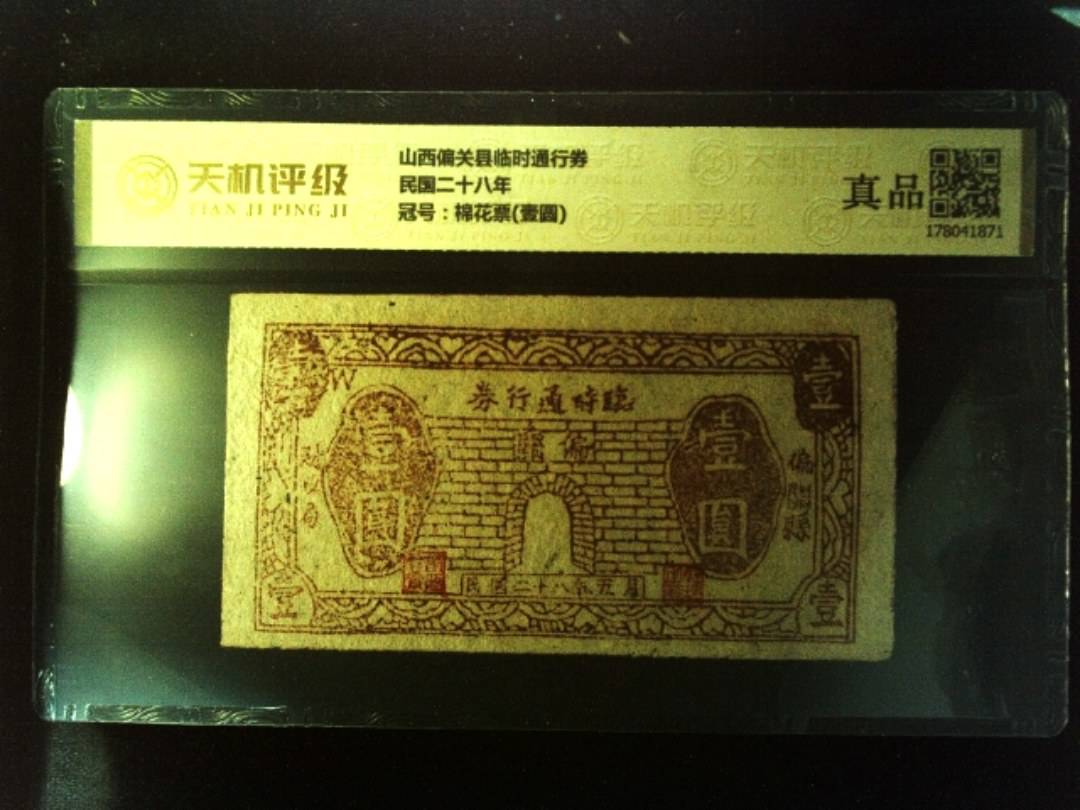 天机评级
TIAN JI PING JI
山西偏关县临时通行券
民国二十八年
冠号：棉花票(壹圆)
真品
178041871
券行通時臨
壹
W
壹圓
壹圓
關偏
偏關縣
民國二十八年五月
壹
壹